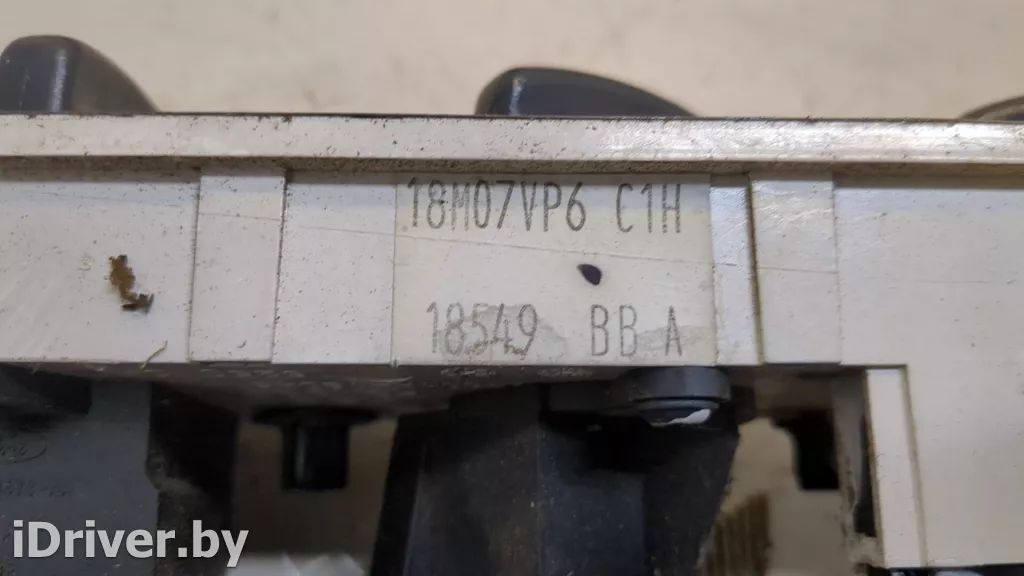 18M07VP6 C1H
18549 BB A
iDriver.by